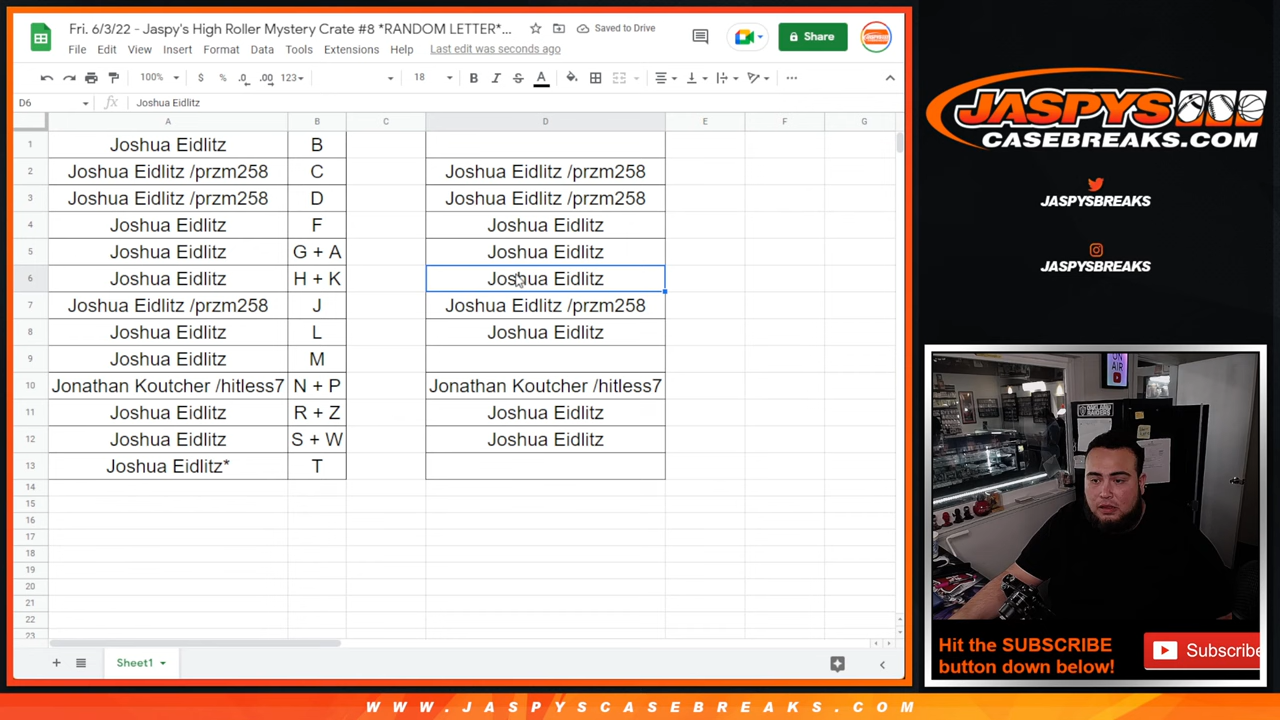 Fri. 6/3/22 - Jaspy's High Roller Mystery Crate #8 *RANDOM LETTER*...
Saved to Drive
File Edit View Insert Format Data Tools Extensions Help Last edit was seconds ago
Share
100% $ % .0 .00 123 18 B I S A
D6 fx Joshua Eidlitz
A B C D E F G
1 Joshua Eidlitz B
2 Joshua Eidlitz /przm258 C Joshua Eidlitz /przm258
3 Joshua Eidlitz /przm258 D Joshua Eidlitz /przm258
4 Joshua Eidlitz F Joshua Eidlitz
5 Joshua Eidlitz G + A Joshua Eidlitz
6 Joshua Eidlitz H + K Joshua Eidlitz
7 Joshua Eidlitz /przm258 J Joshua Eidlitz /przm258
8 Joshua Eidlitz L Joshua Eidlitz
9 Joshua Eidlitz M
10 Jonathan Koutcher /hitless7 N + P Jonathan Koutcher /hitless7
11 Joshua Eidlitz R + Z Joshua Eidlitz
12 Joshua Eidlitz S + W Joshua Eidlitz
13 Joshua Eidlitz* T
14
15
16
17
18
19
20
21
22
23
Sheet1
JASPYS
CASEBREAKS.COM
JASPYSBREAKS
JASPYSBREAKS
ON AIR
OAKLAND
RAIDERS
Hit the SUBSCRIBE
button down below!
Subscribe
WWW.JASPYSCASEBREAKS.COM